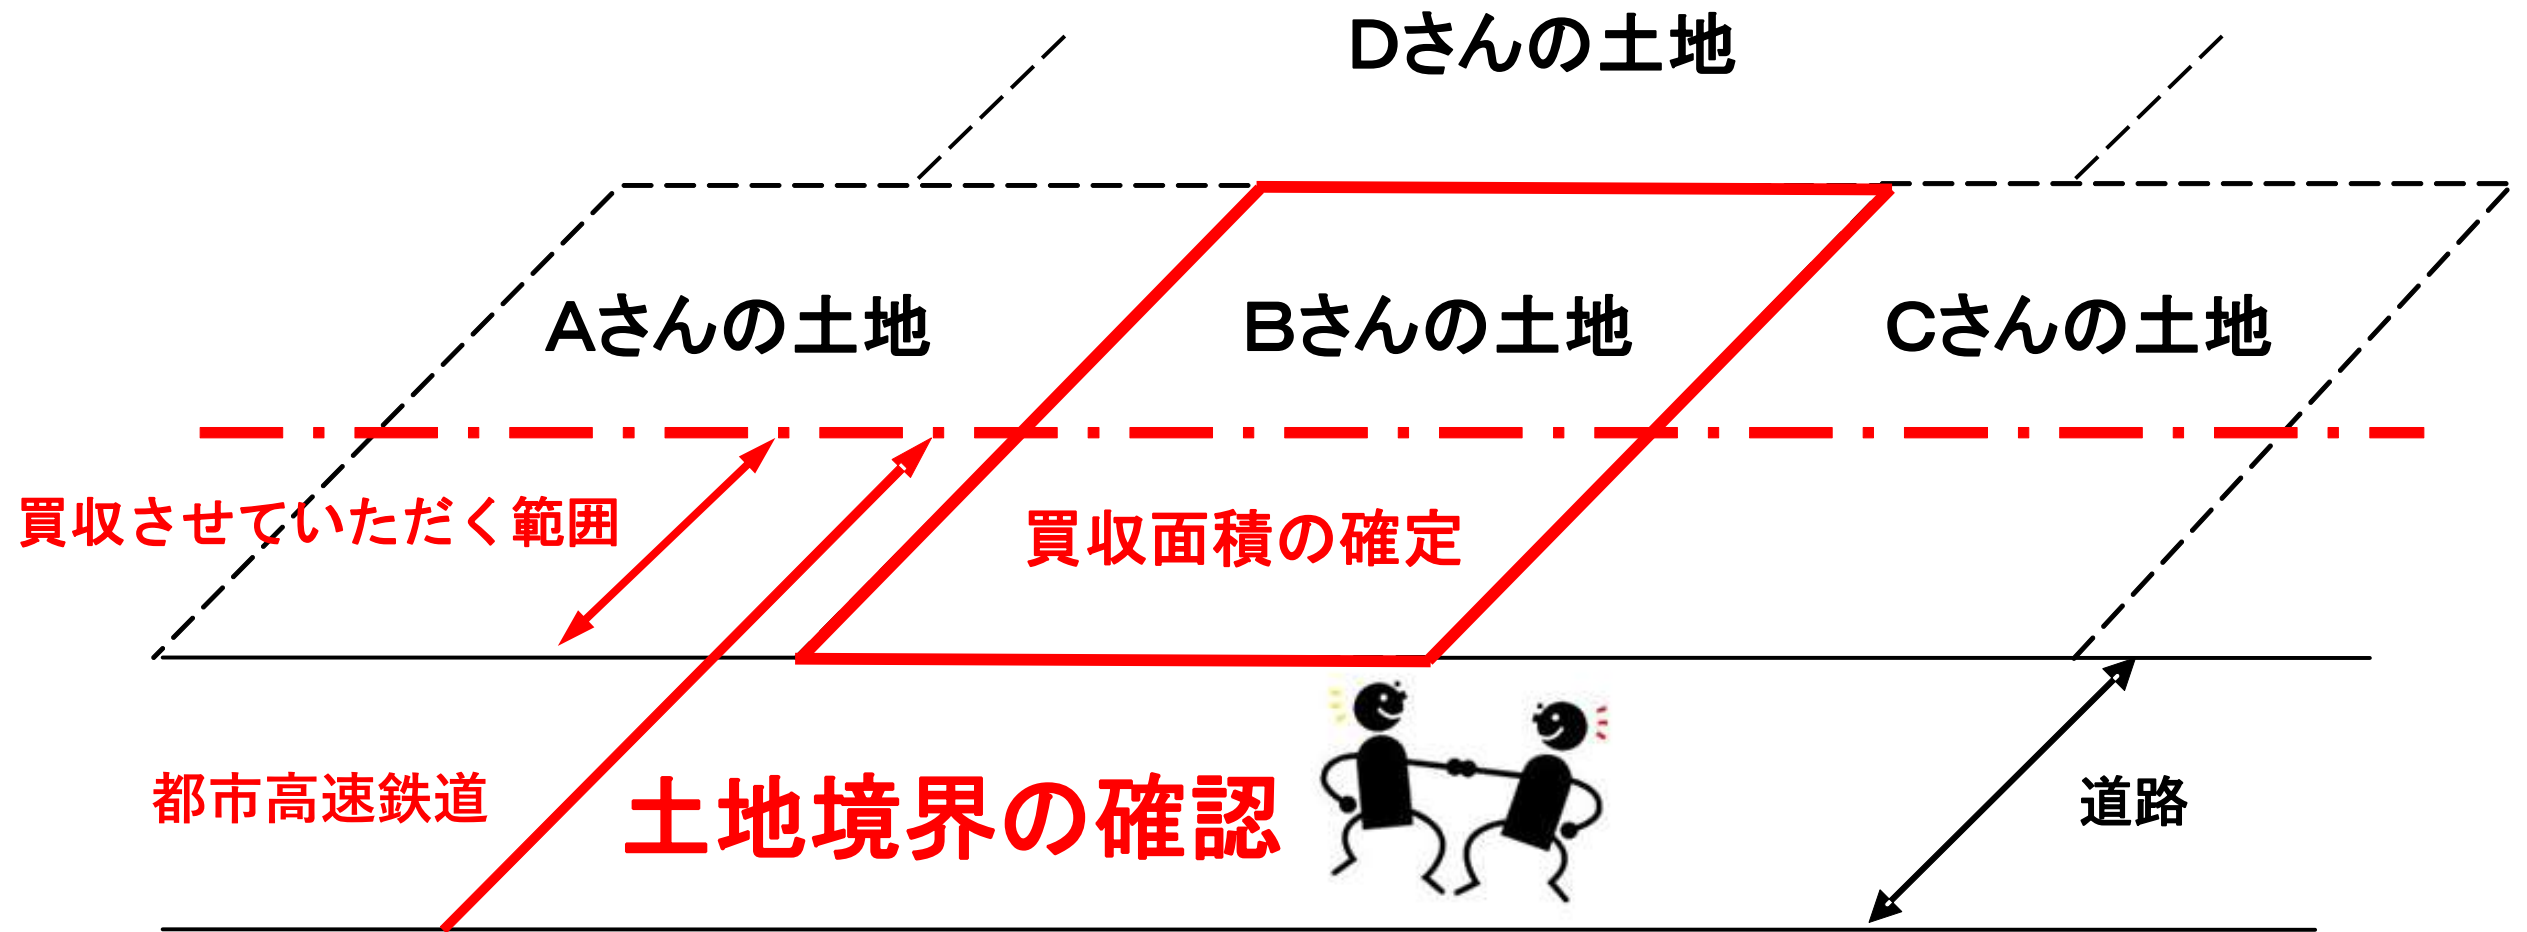 Dさんの土地
Aさんの土地
Bさんの土地
Cさんの土地
買収させていただく範囲
買収面積の確定
都市高速鉄道
土地境界の確認
道路